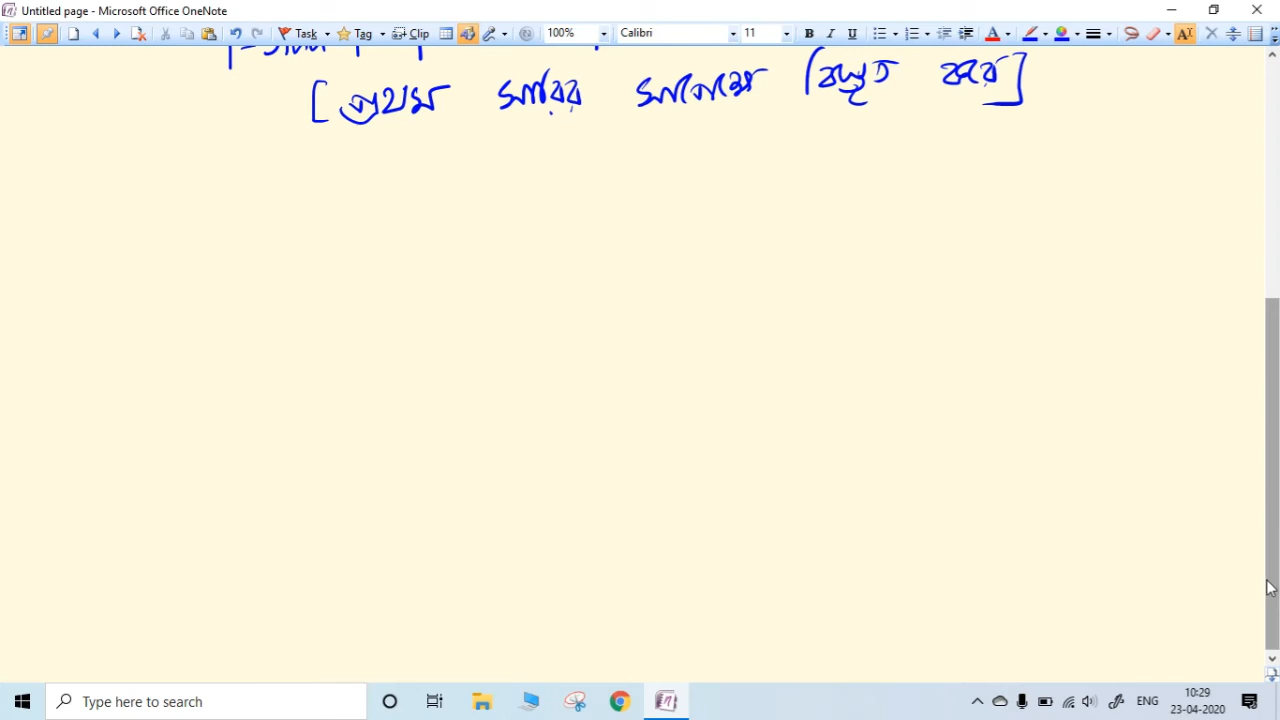 Untitled page - Microsoft Office OneNote
Task Tag Clip 100% Calibri 11 B I U A A
[প্রথম সারির সাপেক্ষে বিস্তৃত করে]
Type here to search ENG 10:29
23-04-2020